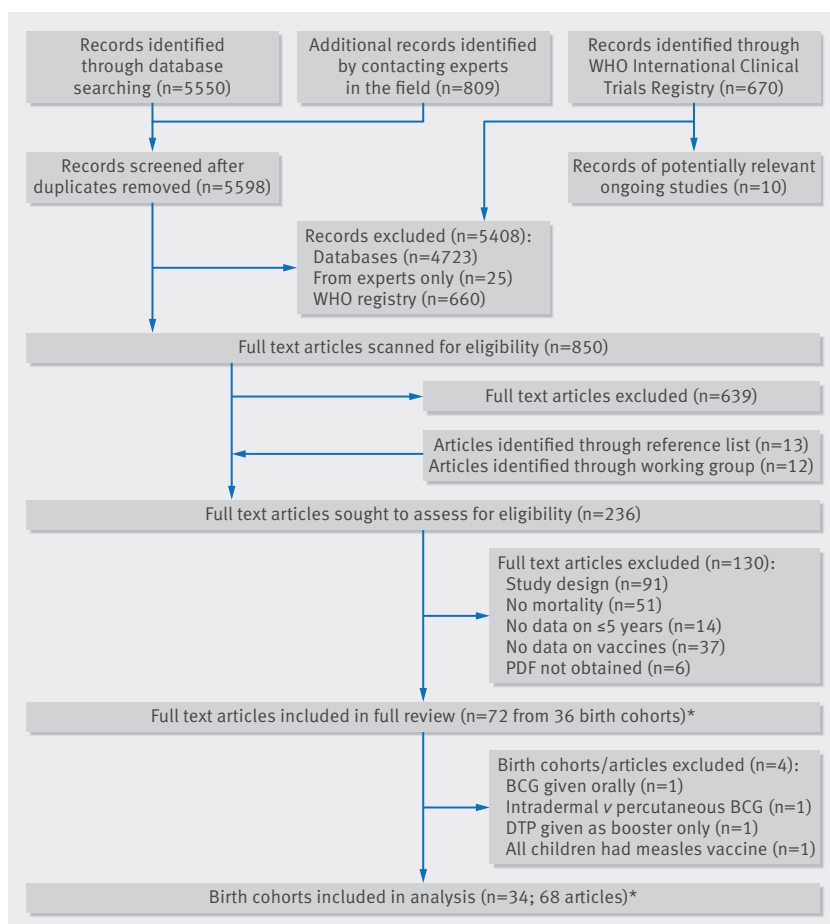 Records identified
through database
searching (n=5550)
Additional records identified
by contacting experts
in the field (n=809)
Records identified through
WHO International Clinical
Trials Registry (n=670)
Records screened after
duplicates removed (n=5598)
Records of potentially relevant
ongoing studies (n=10)
Records excluded (n=5408):
Databases (n=4723)
From experts only (n=25)
WHO registry (n=660)
Full text articles scanned for eligibility (n=850)
Full text articles excluded (n=639)
Articles identified through reference list (n=13)
Articles identified through working group (n=12)
Full text articles sought to assess for eligibility (n=236)
Full text articles excluded (n=130):
Study design (n=91)
No mortality (n=51)
No data on ≤5 years (n=14)
No data on vaccines (n=37)
PDF not obtained (n=6)
Full text articles included in full review (n=72 from 36 birth cohorts)*
Birth cohorts/articles excluded (n=4):
BCG given orally (n=1)
Intradermal v percutaneous BCG (n=1)
DTP given as booster only (n=1)
All children had measles vaccine (n=1)
Birth cohorts included in analysis (n=34; 68 articles)*